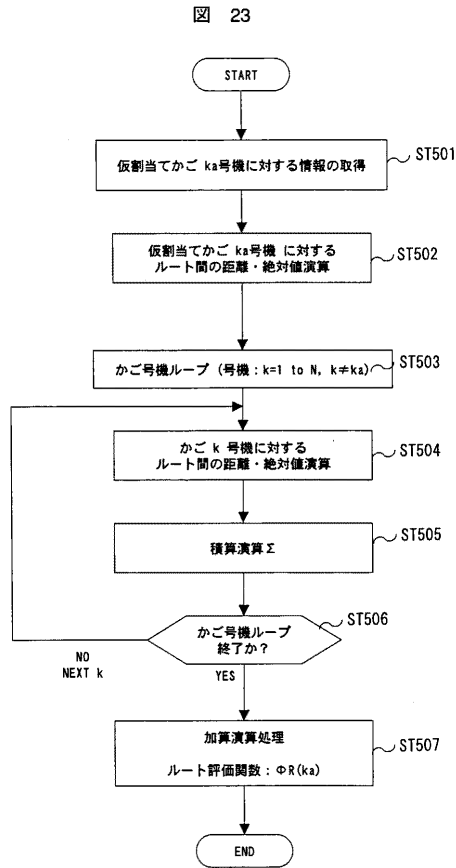 図 23
START
仮割当てかご ka号機に対する情報の取得
ST501
仮割当てかご ka号機 に対する
ルート間の距離・絶対値演算
ST502
かご号機ループ (号機:k=1 to N, k≠ka)
ST503
かご k 号機に対する
ルート間の距離・絶対値演算
ST504
積算演算Σ
ST505
かご号機ループ
終了か?
ST506
NO
NEXT k
YES
加算演算処理
ルート評価関数:ΦR(ka)
ST507
END